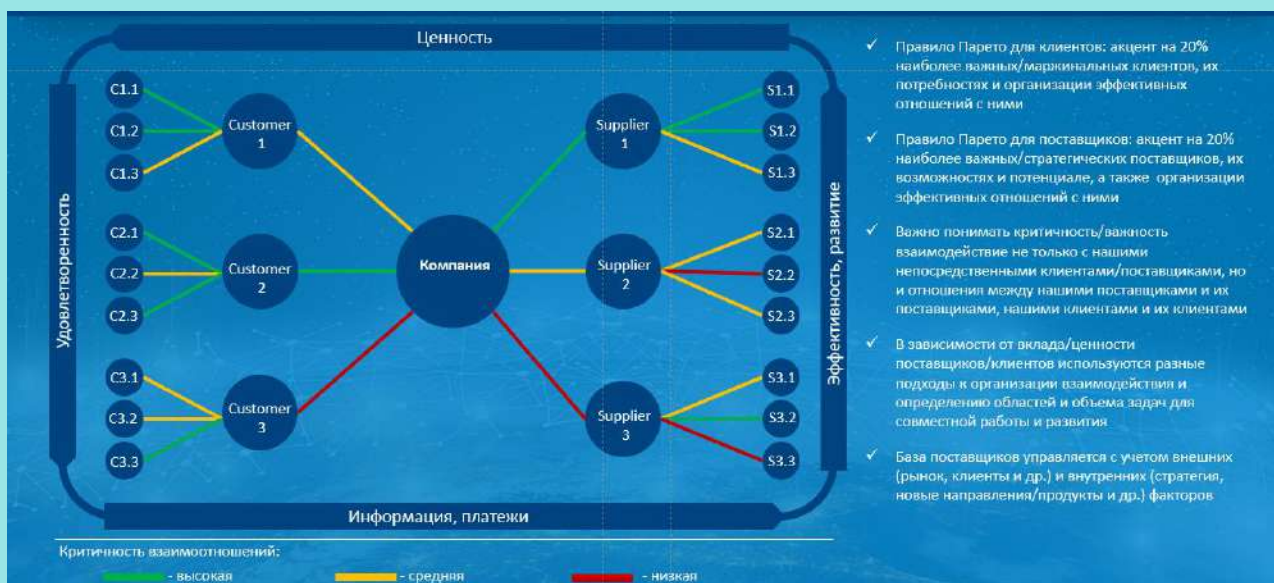 Ценность
Удовлетворенность
C1.1
C1.2
C1.3
Customer
1
C2.1
C2.2
C2.3
Customer
2
C3.1
C3.2
C3.3
Customer
3
Компания
Supplier
1
S1.1
S1.2
S1.3
Supplier
2
S2.1
S2.2
S2.3
Supplier
3
S3.1
S3.2
S3.3
Эффективность, развитие
Информация, платежи
Критичность взаимоотношений:
- высокая
- средняя
- низкая
✓ Правило Парето для клиентов: акцент на 20%
наиболее важных/маржинальных клиентов, их
потребностях и организации эффективных
отношений с ними
✓ Правило Парето для поставщиков: акцент на 20%
наиболее важных/стратегических поставщиков, их
возможностях и потенциале, а также организации
эффективных отношений с ними
✓ Важно понимать критичность/важность
взаимодействие не только с нашими
непосредственными клиентами/поставщиками, но
и отношения между нашими поставщиками и их
поставщиками, нашими клиентами и их клиентами
✓ В зависимости от вклада/ценности
поставщиков/клиентов используются разные
подходы к организации взаимодействия и
определению областей и объема задач для
совместной работы и развития
✓ База поставщиков управляется с учетом внешних
(рынок, клиенты и др.) и внутренних (стратегия,
новые направления/продукты и др.) факторов